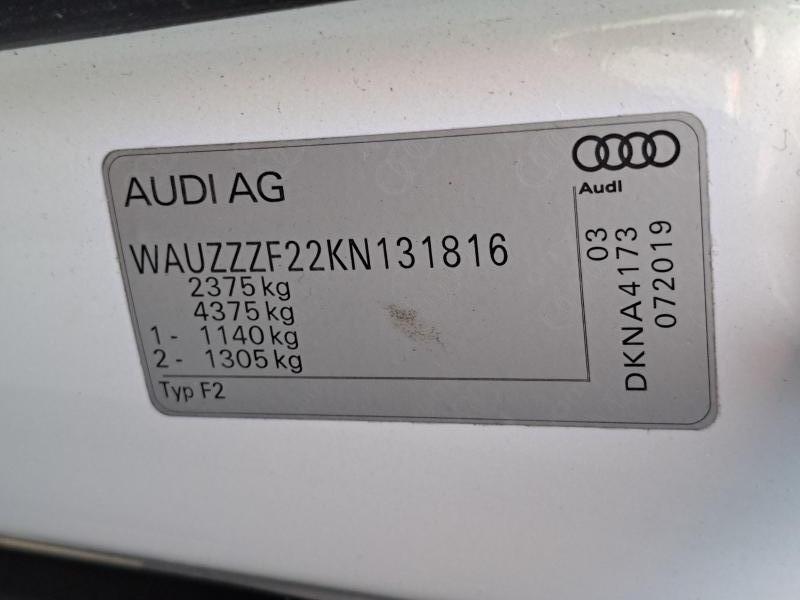 AUDI AG
Audi
WAUZZZF22KN131816
2375 kg
4375 kg
1 - 1140 kg
2 - 1305 kg
Typ F2
03
DKNA4173
072019